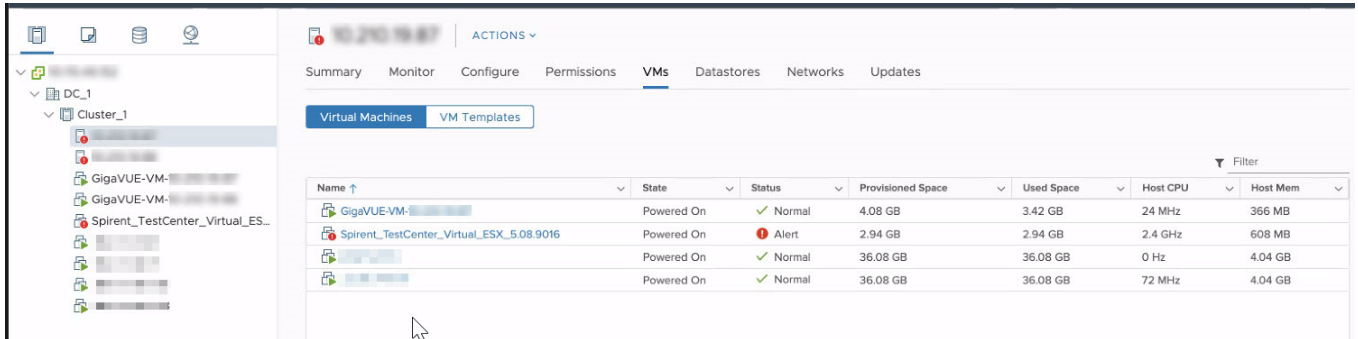 ACTIONS
DC_1
Cluster_1
GigaVUE-VM-
GigaVUE-VM-
Spirent_TestCenter_Virtual_ES...
Summary Monitor Configure Permissions VMs Datastores Networks Updates
Virtual Machines VM Templates
Filter
Name State Status Provisioned Space Used Space Host CPU Host Mem
GigaVUE-VM- Powered On Normal 4.08 GB 3.42 GB 24 MHz 366 MB
Spirent_TestCenter_Virtual_ESX_5.08.9016 Powered On Alert 2.94 GB 2.94 GB 2.4 GHz 608 MB
Powered On Normal 36.08 GB 36.08 GB 0 Hz 4.04 GB
Powered On Normal 36.08 GB 36.08 GB 72 MHz 4.04 GB